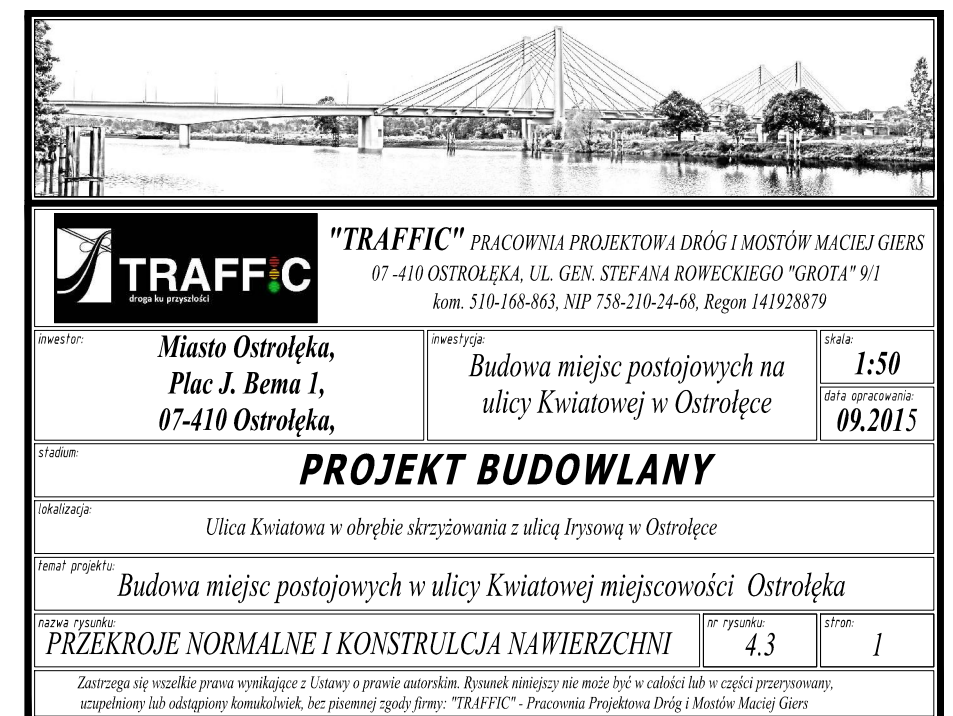 TRAFFIC
droga ku przyszłości
"TRAFFIC" PRACOWNIA PROJEKTOWA DRÓG I MOSTÓW MACIEJ GIERS
07 -410 OSTROŁĘKA, UL. GEN. STEFANA ROWECKIEGO "GROTA" 9/1
kom. 510-168-863, NIP 758-210-24-68, Regon 141928879
inwestor:
Miasto Ostrołęka,
Plac J. Bema 1,
07-410 Ostrołęka,
inwestycja:
Budowa miejsc postojowych na
ulicy Kwiatowej w Ostrołęce
skala:
1:50
data opracowania:
09.2015
stadium:
PROJEKT BUDOWLANY
lokalizacja:
Ulica Kwiatowa w obrębie skrzyżowania z ulicą Irysową w Ostrołęce
temat projektu:
Budowa miejsc postojowych w ulicy Kwiatowej miejscowości Ostrołęka
nazwa rysunku:
PRZEKROJE NORMALNE I KONSTRULCJA NAWIERZCHNI
nr rysunku:
4.3
stron:
1
Zastrzega się wszelkie prawa wynikające z Ustawy o prawie autorskim. Rysunek niniejszy nie może być w całości lub w części przerysowany,
uzupełniony lub odstąpiony komukolwiek, bez pisemnej zgody firmy: "TRAFFIC" - Pracownia Projektowa Dróg i Mostów Maciej Giers